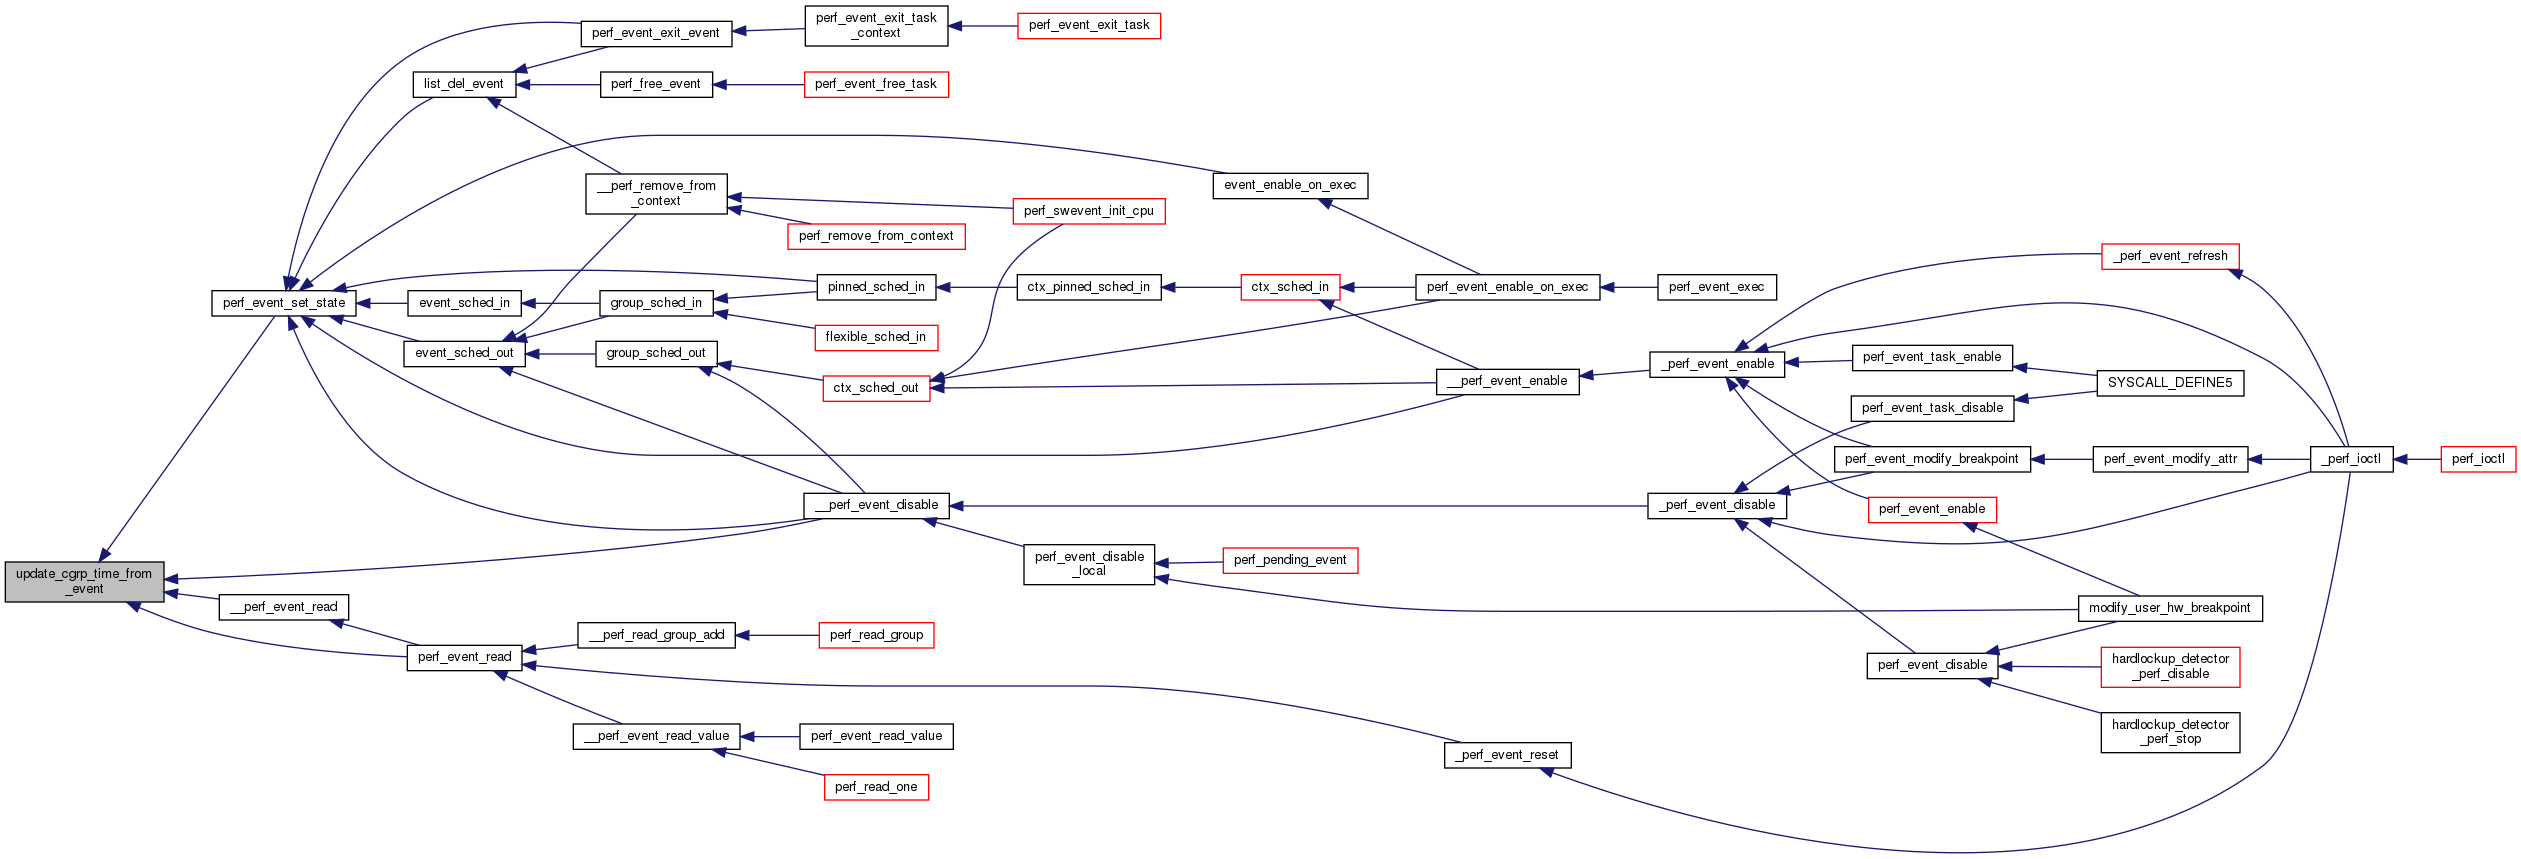 update_cgrp_time_from
_event
perf_event_set_state
__perf_event_read
perf_event_read
list_del_event
event_sched_in
event_sched_out
perf_event_exit_event
perf_free_event
__perf_remove_from
_context
group_sched_in
group_sched_out
__perf_read_group_add
__perf_event_read_value
perf_event_exit_task
_context
perf_event_free_task
perf_remove_from_context
pinned_sched_in
flexible_sched_in
ctx_sched_out
__perf_event_disable
perf_read_group
perf_event_read_value
perf_read_one
perf_event_exit_task
perf_swevent_init_cpu
ctx_pinned_sched_in
perf_event_disable
_local
event_enable_on_exec
ctx_sched_in
perf_pending_event
perf_event_enable_on_exec
__perf_event_enable
_perf_event_reset
perf_event_exec
_perf_event_enable
_perf_event_disable
perf_event_task_enable
perf_event_task_disable
perf_event_modify_breakpoint
perf_event_enable
perf_event_disable
_perf_event_refresh
SYSCALL_DEFINE5
perf_event_modify_attr
modify_user_hw_breakpoint
hardlockup_detector
_perf_disable
hardlockup_detector
_perf_stop
_perf_ioctl
perf_ioctl